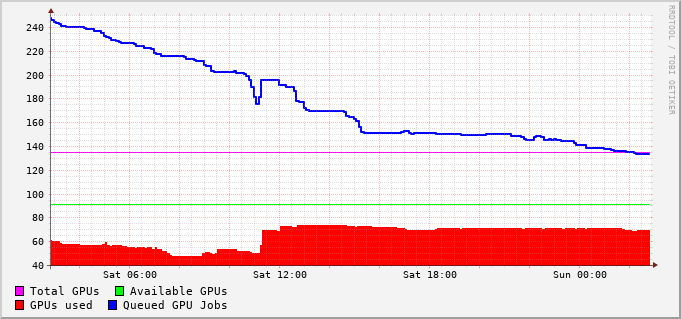 RRDTOOL / TOBI OETIKER
240
220
200
180
160
140
120
100
80
60
40
Sat 06:00 Sat 12:00 Sat 18:00 Sun 00:00
Total GPUs Available GPUs
GPUs used Queued GPU Jobs